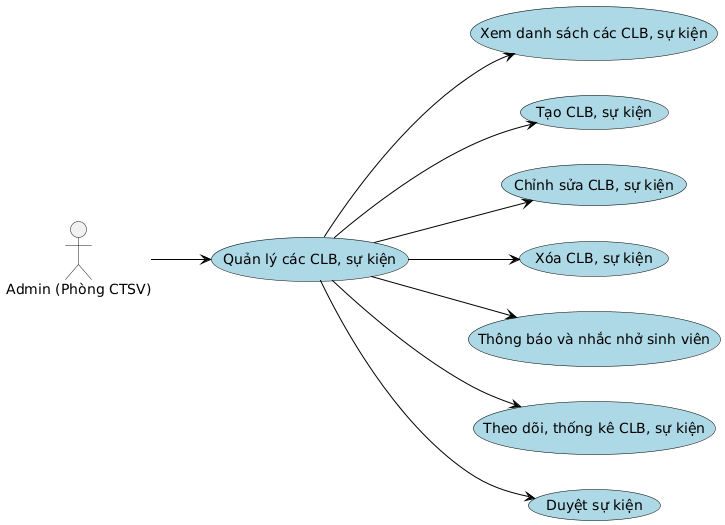 Xem danh sách các CLB, sự kiện
Tạo CLB, sự kiện
Chỉnh sửa CLB, sự kiện
Admin (Phòng CTSV)
Quản lý các CLB, sự kiện
Xóa CLB, sự kiện
Thông báo và nhắc nhở sinh viên
Theo dõi, thống kê CLB, sự kiện
Duyệt sự kiện